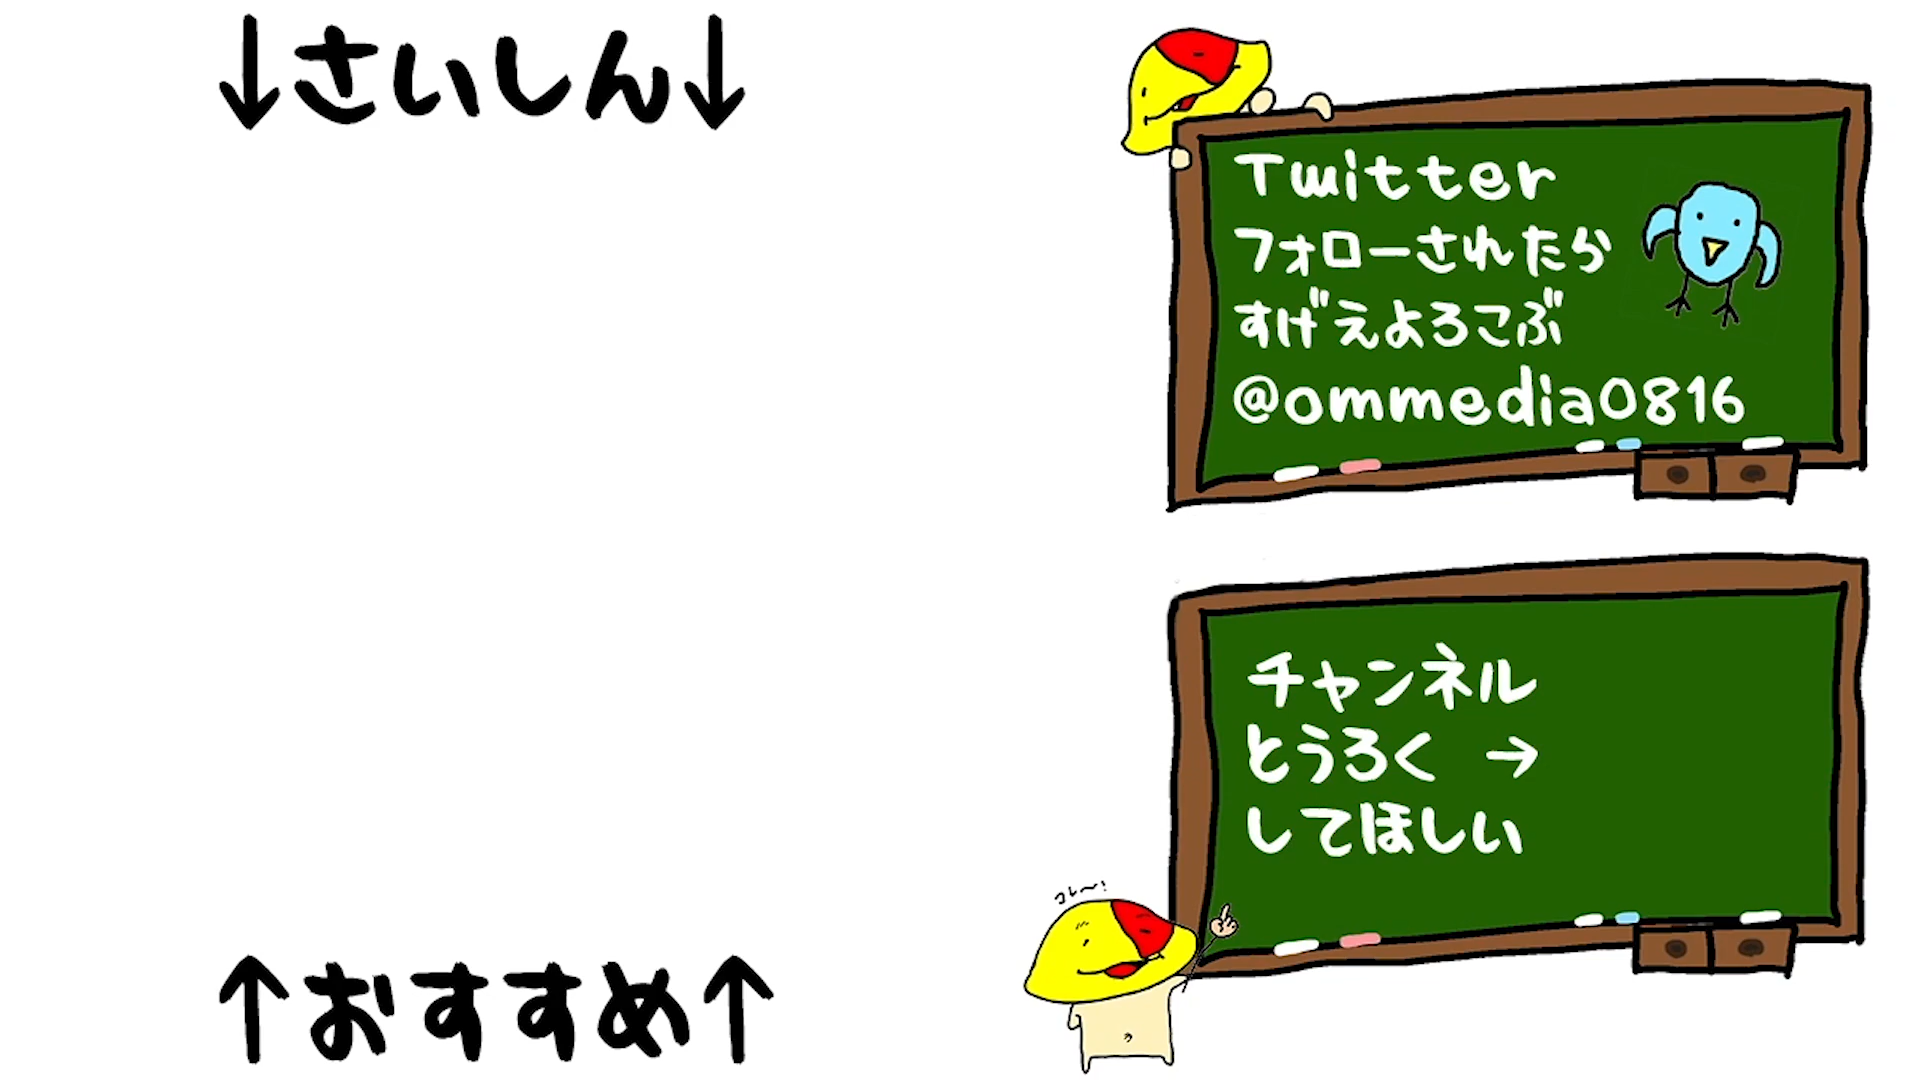 ↓さいしん↓
Twitter
フォローされたら
すげえよろこぶ
@ommedia0816
チャンネル
とうろく →
してほしい
コレ〜!
↑おすすめ↑